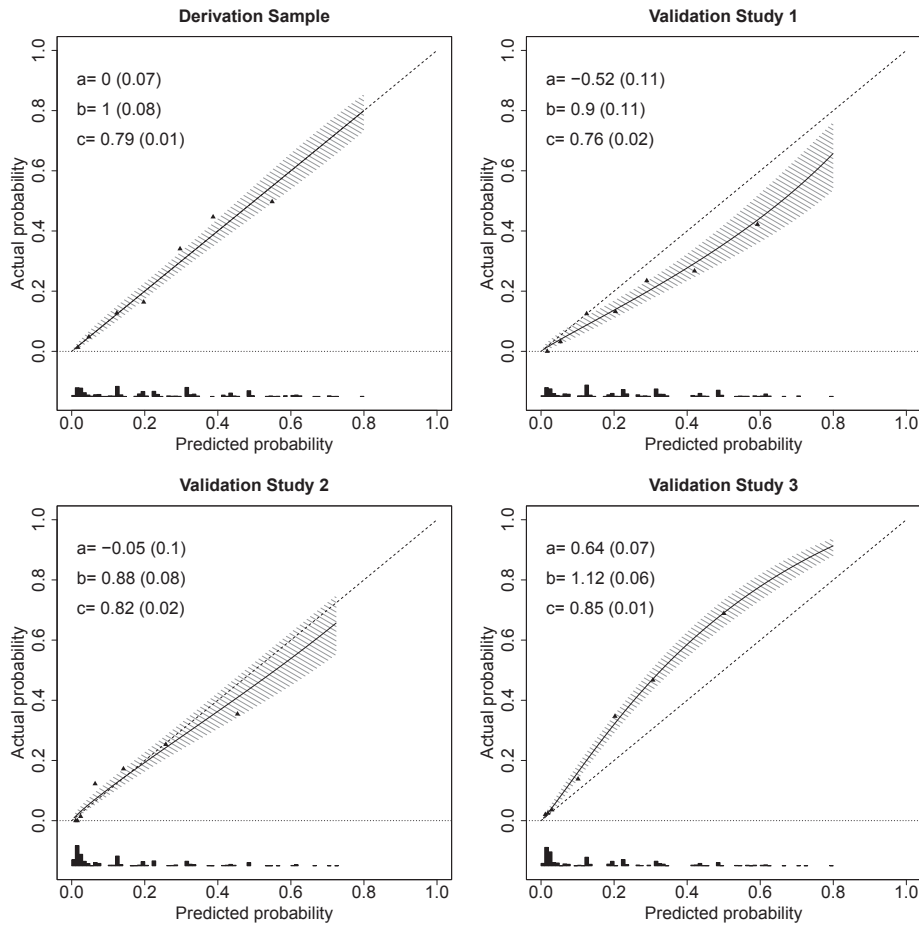 Derivation Sample
Actual probability
1.0
0.8
0.6
0.4
0.2
0.0
a= 0 (0.07)
b= 1 (0.08)
c= 0.79 (0.01)
0.0 0.2 0.4 0.6 0.8 1.0
Predicted probability
Validation Study 1
Actual probability
1.0
0.8
0.6
0.4
0.2
0.0
a= −0.52 (0.11)
b= 0.9 (0.11)
c= 0.76 (0.02)
0.0 0.2 0.4 0.6 0.8 1.0
Predicted probability
Validation Study 2
Actual probability
1.0
0.8
0.6
0.4
0.2
0.0
a= −0.05 (0.1)
b= 0.88 (0.08)
c= 0.82 (0.02)
0.0 0.2 0.4 0.6 0.8 1.0
Predicted probability
Validation Study 3
Actual probability
1.0
0.8
0.6
0.4
0.2
0.0
a= 0.64 (0.07)
b= 1.12 (0.06)
c= 0.85 (0.01)
0.0 0.2 0.4 0.6 0.8 1.0
Predicted probability